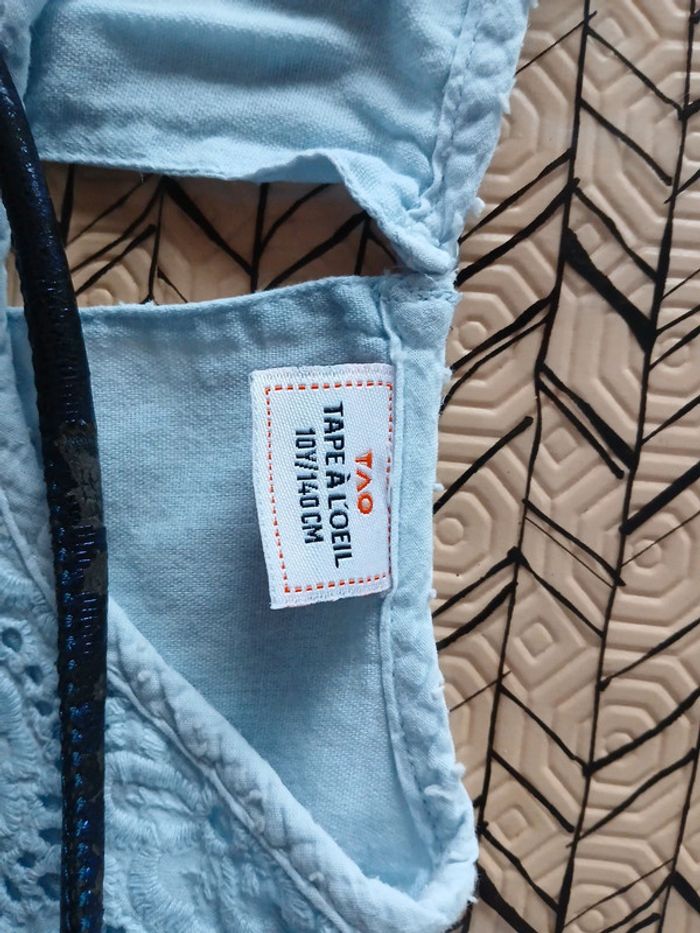 TAO
TAPE À L'OEIL
10Y/140CM